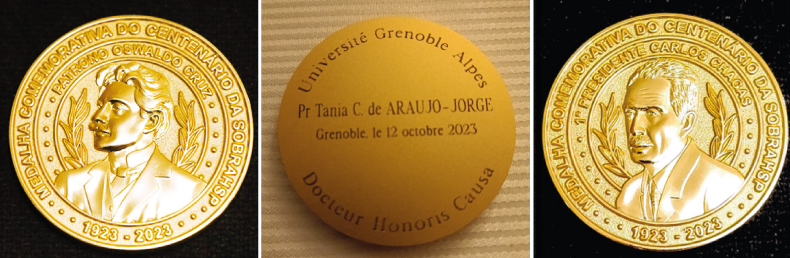 MEDALHA COMEMORATIVA DO CENTENÁRIO DA SOBRAHSP
PATRONO OSWALDO CRUZ
1923 - 2023
Université Grenoble Alpes
Pr Tania C. de ARAUJO-JORGE
Grenoble, le 12 octobre 2023
Docteur Honoris Causa
MEDALHA COMEMORATIVA DO CENTENÁRIO DA SOBRAHSP
PRESIDENTE CARLOS CHAGAS
1923 - 2023